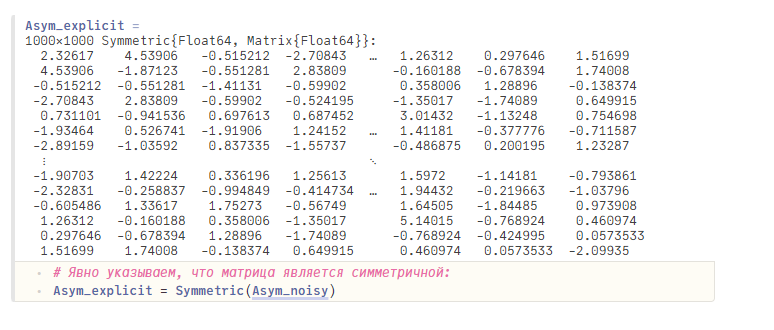 Asym_explicit =
1000×1000 Symmetric{Float64, Matrix{Float64}}:
2.32617 4.53906 -0.515212 -2.70843 … 1.26312 0.297646 1.51699
4.53906 -1.87123 -0.551281 2.83809 -0.160188 -0.678394 1.74008
-0.515212 -0.551281 -1.41131 -0.59902 0.358006 1.28896 -0.138374
-2.70843 2.83809 -0.59902 -0.524195 -1.35017 -1.74089 0.649915
0.731101 -0.941536 0.697613 0.687452 3.01432 -1.13248 0.754698
-1.93464 0.526741 -1.91906 1.24152 … 1.41181 -0.377776 -0.711587
-2.89159 -1.03592 0.837335 -1.55737 -0.486875 0.200195 1.23287
⋮ ⋱
-1.90703 1.42224 0.336196 1.25613 1.5972 -1.14181 -0.793861
-2.32831 -0.258837 -0.994849 -0.414734 … 1.94432 -0.219663 -1.03796
-0.605486 1.33617 1.75273 -0.56749 1.64505 -1.84485 0.973908
1.26312 -0.160188 0.358006 -1.35017 5.14015 -0.768924 0.460974
0.297646 -0.678394 1.28896 -1.74089 -0.768924 -0.424995 0.0573533
1.51699 1.74008 -0.138374 0.649915 0.460974 0.0573533 -2.09935
# Явно указываем, что матрица является симметричной:
Asym_explicit = Symmetric(Asym_noisy)